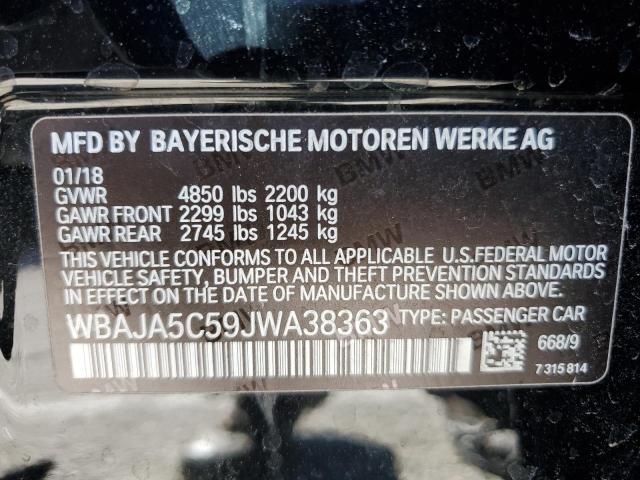 MFD BY BAYERISCHE MOTOREN WERKE AG
01/18
GVWR 4850 lbs 2200 kg
GAWR FRONT 2299 lbs 1043 kg
GAWR REAR 2745 lbs 1245 kg
THIS VEHICLE CONFORMS TO ALL APPLICABLE U.S.FEDERAL MOTOR
VEHICLE SAFETY, BUMPER AND THEFT PREVENTION STANDARDS
IN EFFECT ON THE DATE OF MANUFACTURE SHOWN ABOVE.
WBAJA5C59JWA38363 TYPE: PASSENGER CAR
668/9
7 315 814